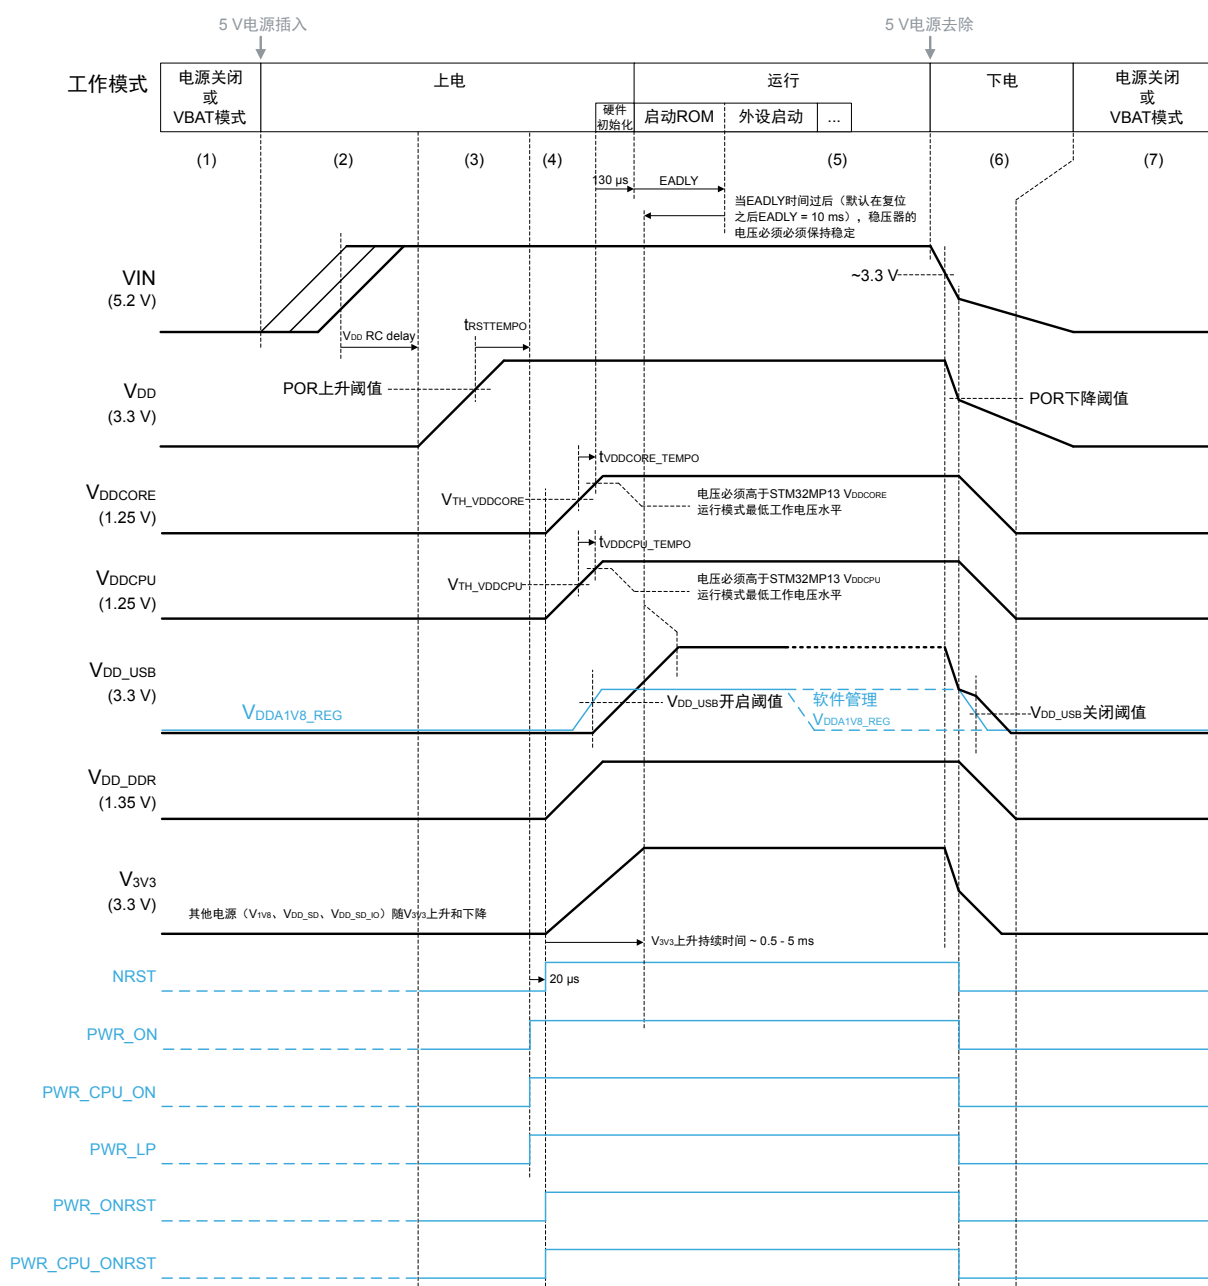 5 V电源插入
5 V电源去除
工作模式
电源关闭
或
VBAT模式
上电
运行
下电
电源关闭
或
VBAT模式
硬件
初始化
启动ROM
外设启动
...
(1)
(2)
(3)
(4)
(5)
(6)
(7)
130 µs
EADLY
当EADLY时间过后（默认在复位
之后EADLY = 10 ms），稳压器的
电压必须必须保持稳定
VIN
(5.2 V)
~3.3 V
VDD RC delay
tRSTTEMPO
VDD
(3.3 V)
POR上升阈值
POR下降阈值
tVDDCORE_TEMPO
VDDCORE
(1.25 V)
VTH_VDDCORE
电压必须高于STM32MP13 VDDCORE
运行模式最低工作电压水平
tVDDCPU_TEMPO
VDDCPU
(1.25 V)
VTH_VDDCPU
电压必须高于STM32MP13 VDDCPU
运行模式最低工作电压水平
VDD_USB
(3.3 V)
VDDA1V8_REG
VDD_USB开启阈值
软件管理
VDDA1V8_REG
VDD_USB关闭阈值
VDD_DDR
(1.35 V)
V3V3
(3.3 V)
其他电源（V1V8、VDD_SD、VDD_SD_IO）随V3V3上升和下降
V3V3上升持续时间 ~ 0.5 - 5 ms
NRST
20 µs
PWR_ON
PWR_CPU_ON
PWR_LP
PWR_ONRST
PWR_CPU_ONRST